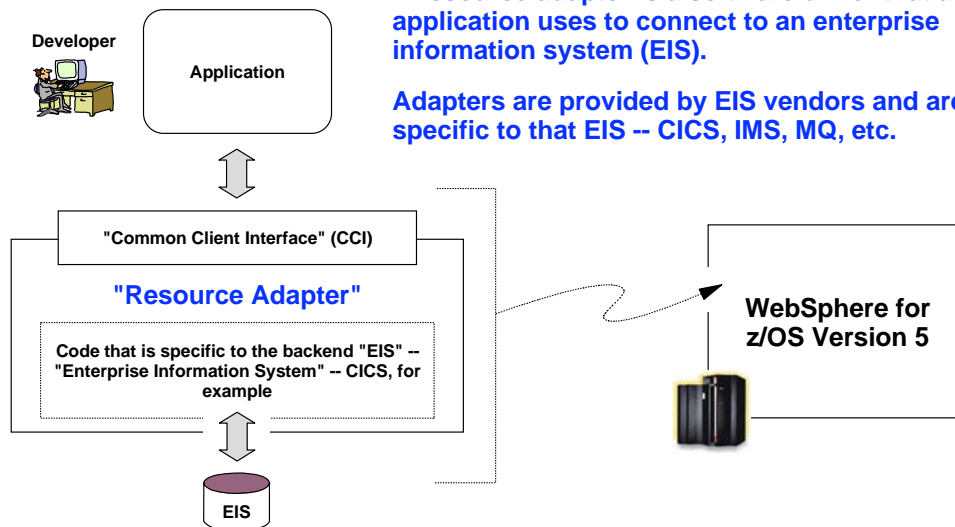 application uses to connect to an enterprise
information system (EIS).
Adapters are provided by EIS vendors and are
specific to that EIS -- CICS, IMS, MQ, etc.
Developer
Application
"Common Client Interface" (CCI)
"Resource Adapter"
Code that is specific to the backend "EIS" --
"Enterprise Information System" -- CICS, for
example
EIS
WebSphere for
z/OS Version 5